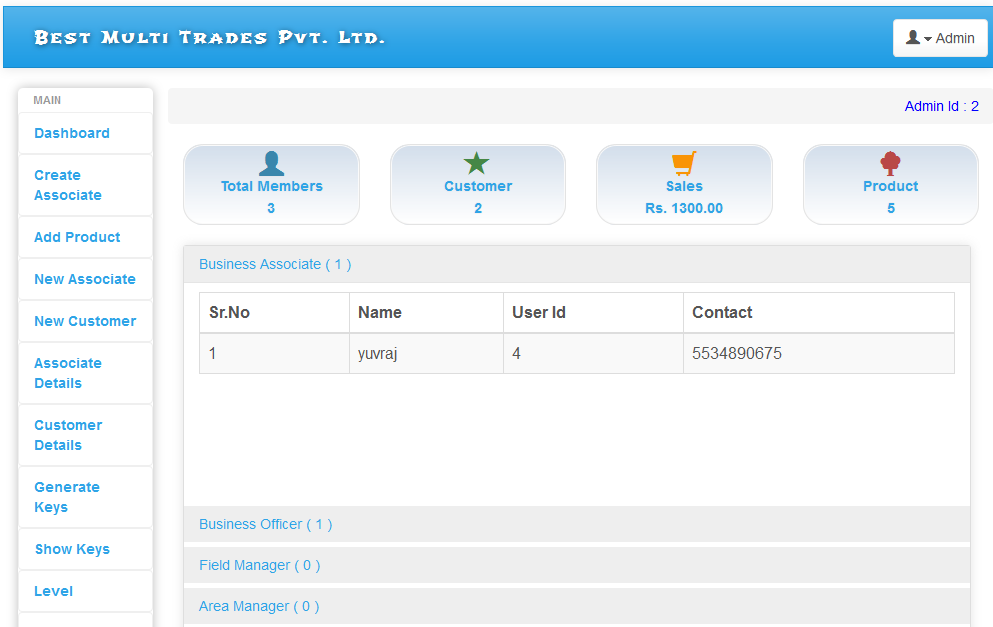 Best Multi Trades Pvt. Ltd.
Admin
MAIN
Dashboard
Create
Associate
Add Product
New Associate
New Customer
Associate
Details
Customer
Details
Generate
Keys
Show Keys
Level
Admin Id : 2
Total Members
3
Customer
2
Sales
Rs. 1300.00
Product
5
Business Associate ( 1 )
Sr.No Name User Id Contact
1 yuvraj 4 5534890675
Business Officer ( 1 )
Field Manager ( 0 )
Area Manager ( 0 )